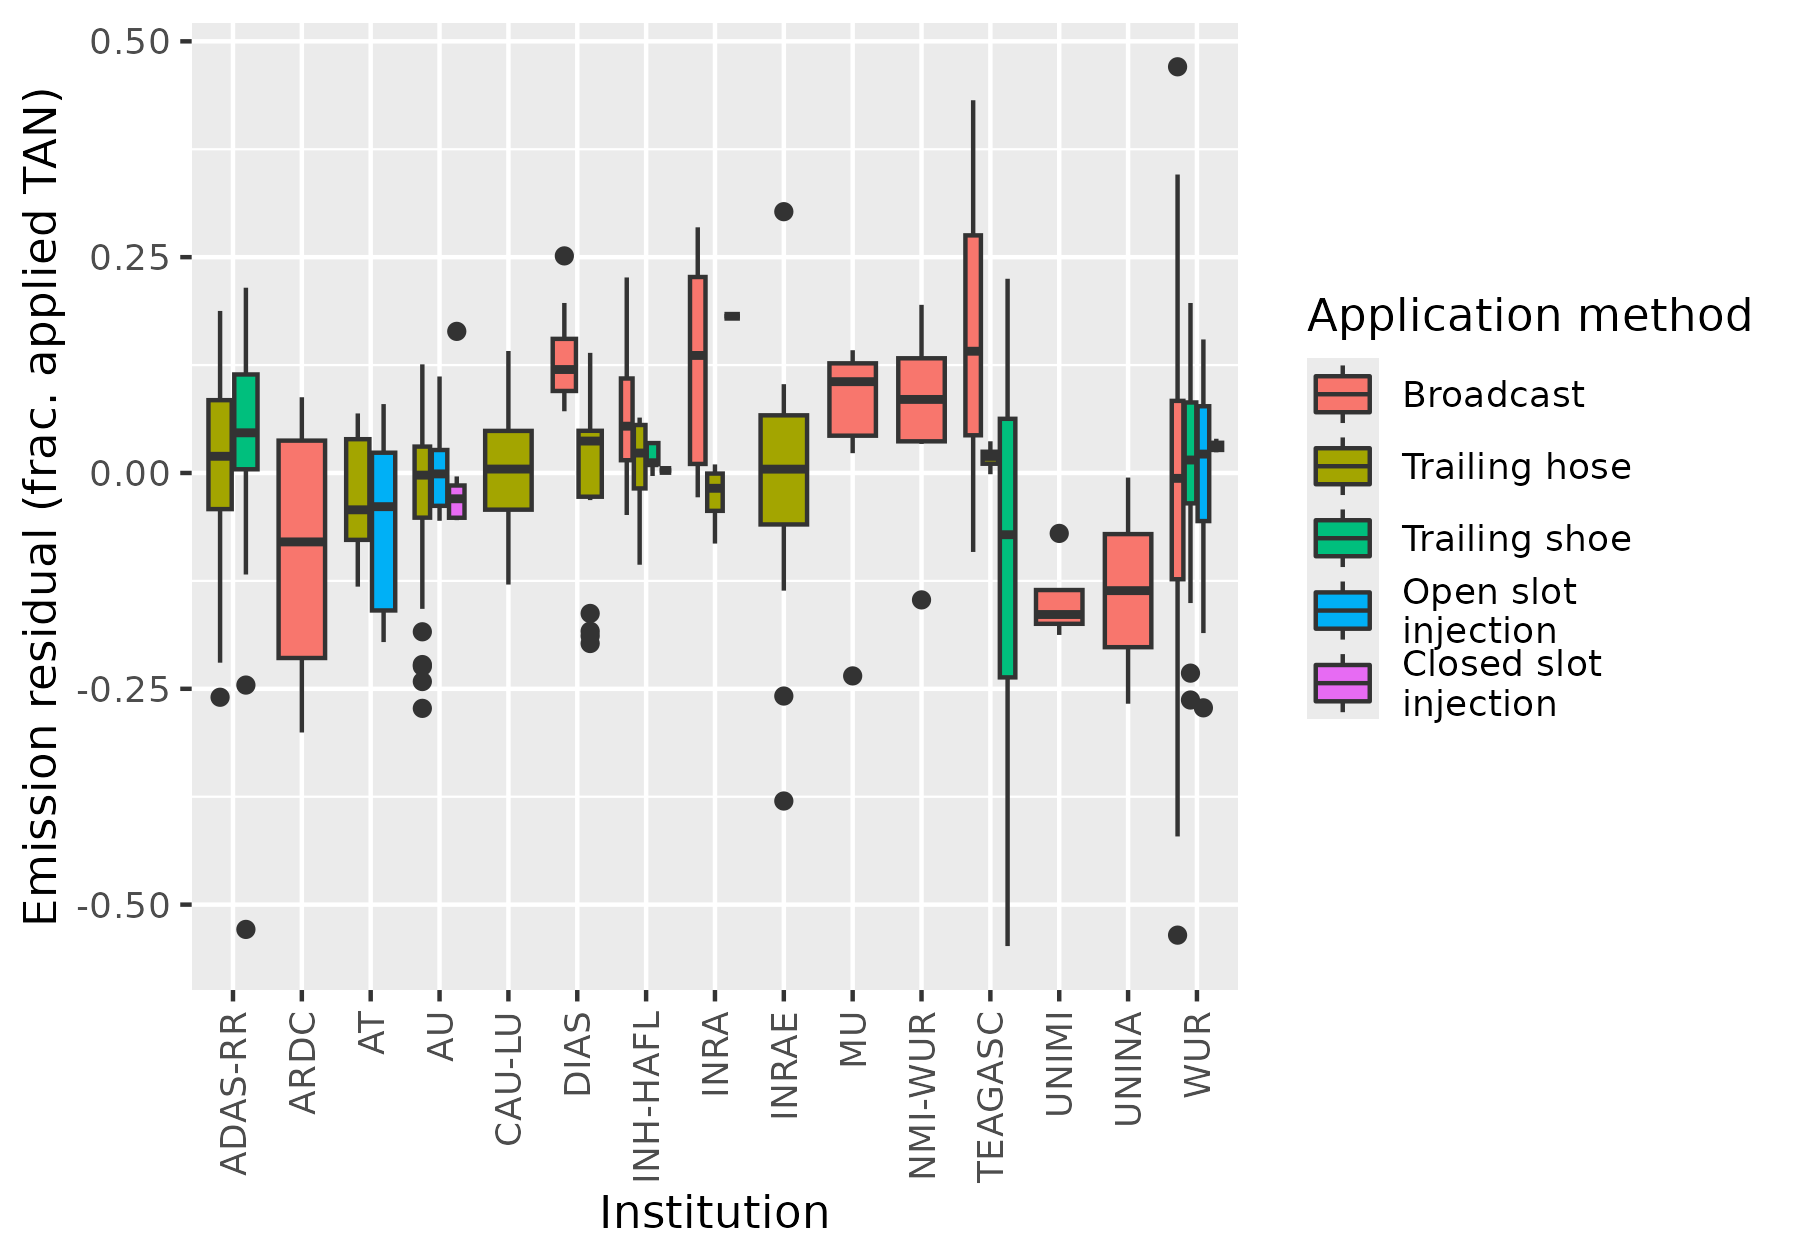 0.50
0.25
0.00
-0.25
-0.50
Emission residual (frac. applied TAN)
ADAS-RR
ARDC
AT
AU
CAU-LU
DIAS
INH-HAFL
INRA
INRAE
MU
NMI-WUR
TEAGASC
UNIMI
UNINA
WUR
Institution
Application method
Broadcast
Trailing hose
Trailing shoe
Open slot
injection
Closed slot
injection